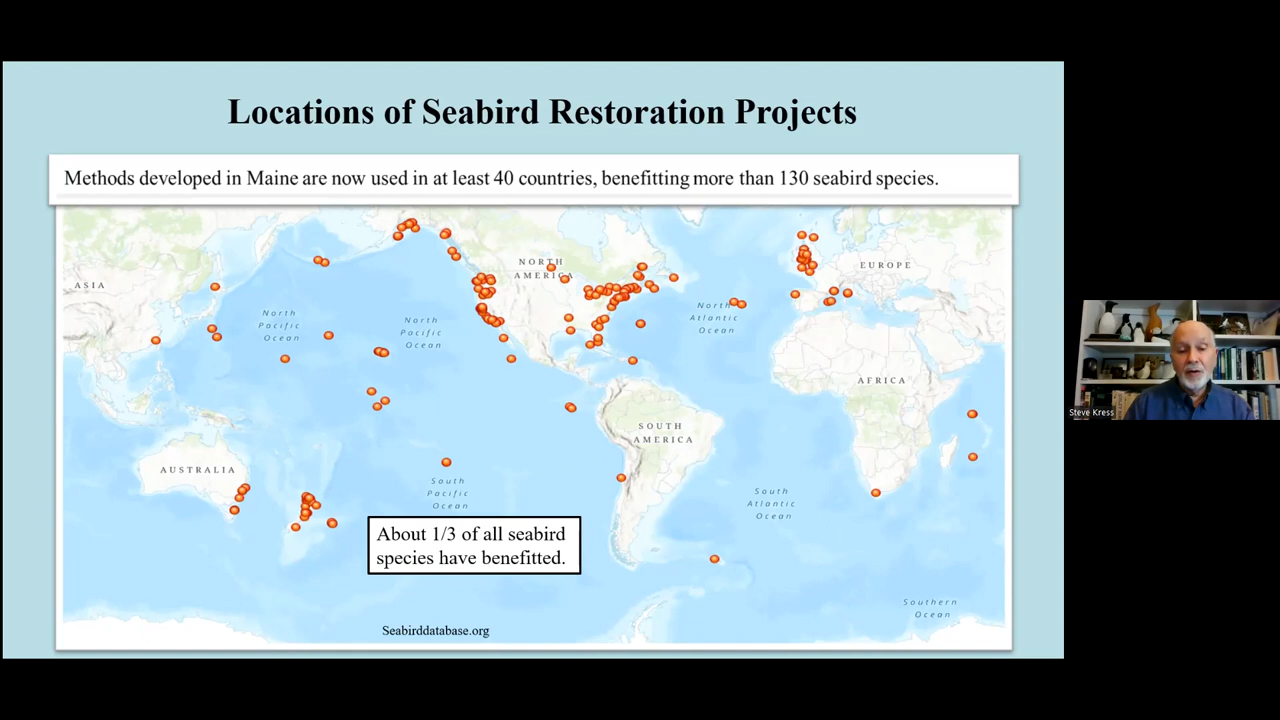 Locations of Seabird Restoration Projects
Methods developed in Maine are now used in at least 40 countries, benefitting more than 130 seabird species.
ASIA
NORTH
AMERICA
EUROPE
North
Pacific
Ocean
North
Pacific
Ocean
North
Atlantic
Ocean
AFRICA
SOUTH
AMERICA
AUSTRALIA
South
Pacific
Ocean
South
Atlantic
Ocean
About 1/3 of all seabird
species have benefitted.
Southern
Ocean
Seabirddatabase.org
Steve Kress